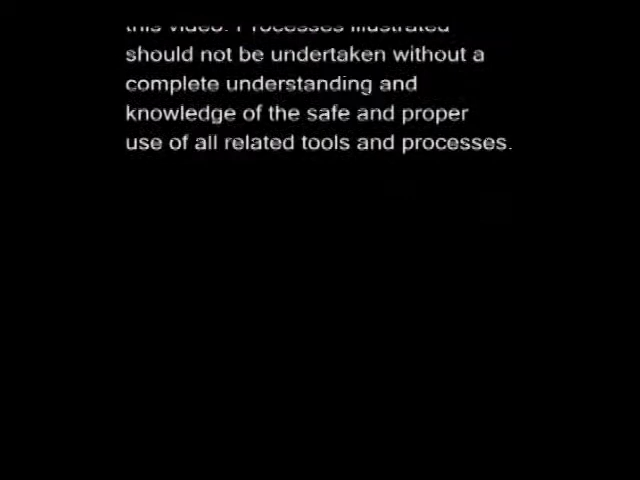 this video. Processes illustrated
should not be undertaken without a
complete understanding and
knowledge of the safe and proper
use of all related tools and processes.